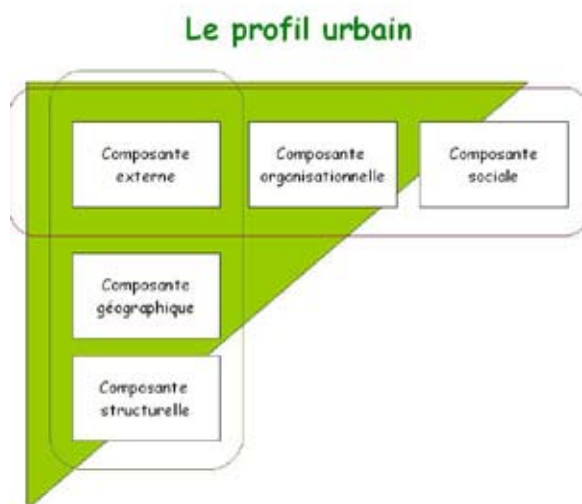 Le profil urbain
Composante
externe
Composante
organisationnelle
Composante
sociale
Composante
géographique
Composante
structurelle